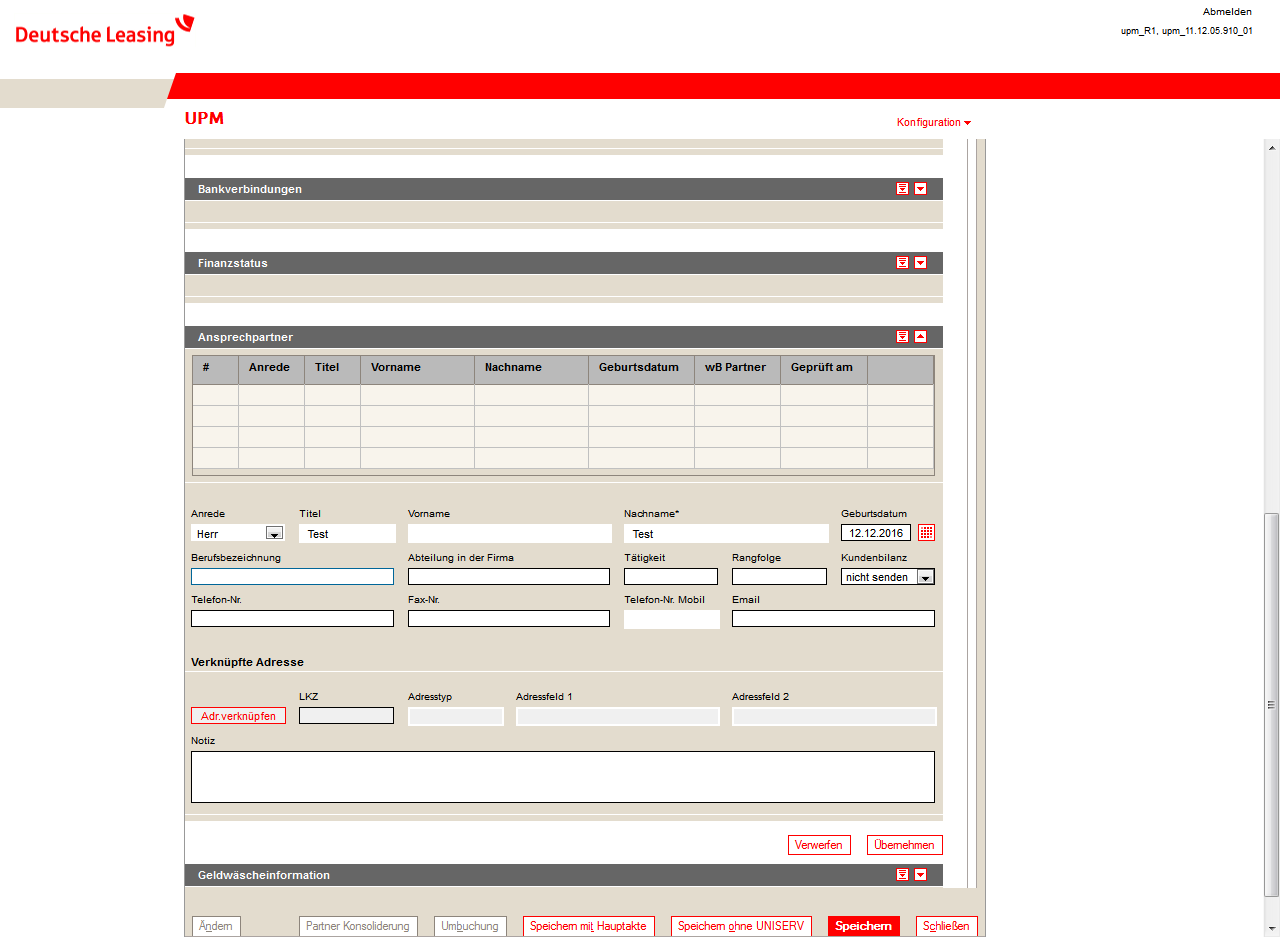 Abmelden
Deutsche Leasing
upm_R1, upm_11.12.05.910_01
UPM
Konfiguration
Bankverbindungen
Finanzstatus
Ansprechpartner
# Anrede Titel Vorname Nachname Geburtsdatum wB Partner Geprüft am
Anrede Titel Vorname Nachname* Geburtsdatum
Herr Test Test 12.12.2016
Berufsbezeichnung Abteilung in der Firma Tätigkeit Rangfolge Kundenbilanz
nicht senden
Telefon-Nr. Fax-Nr. Telefon-Nr. Mobil Email
Verknüpfte Adresse
LKZ Adresstyp Adressfeld 1 Adressfeld 2
Adr.verknüpfen
Notiz
Verwerfen Übernehmen
Geldwäscheinformation
Ändern Partner Konsolidierung Umbuchung Speichern mit Hauptakte Speichern ohne UNISERV Speichern Schließen